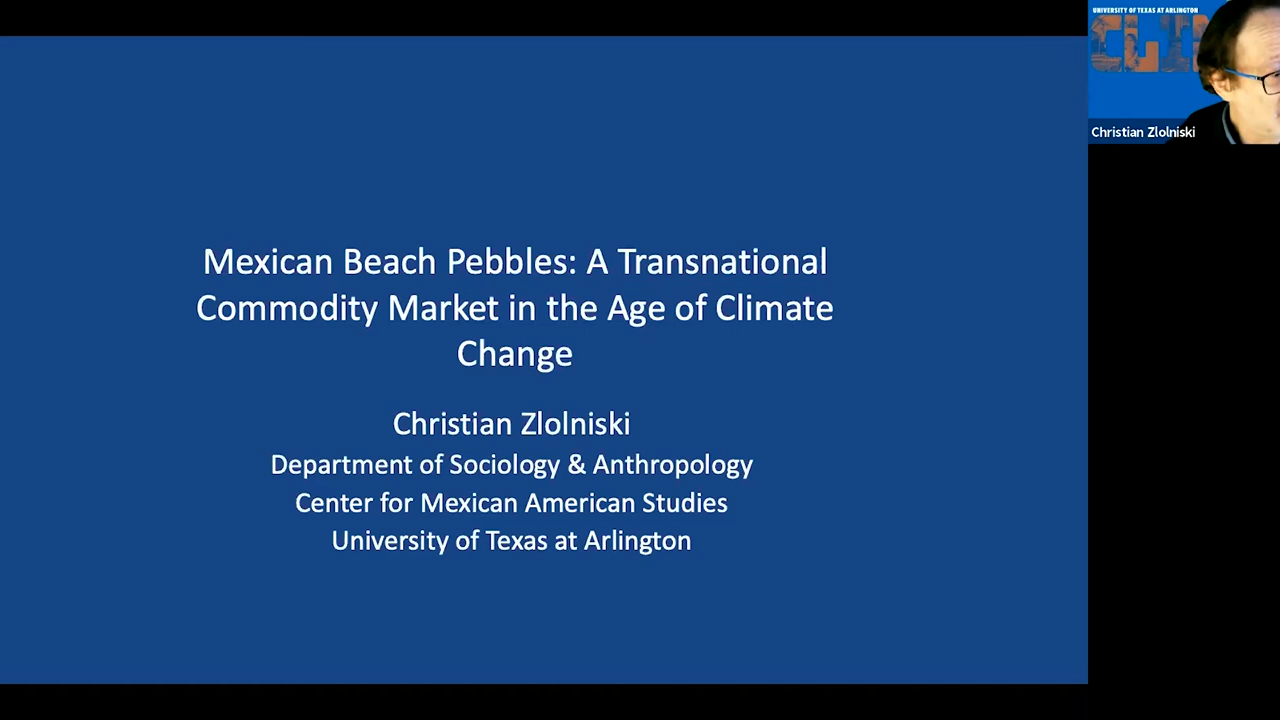 UNIVERSITY OF TEXAS AT ARLINGTON
Christian Zlolniski
Mexican Beach Pebbles: A Transnational
Commodity Market in the Age of Climate
Change
Christian Zlolniski
Department of Sociology & Anthropology
Center for Mexican American Studies
University of Texas at Arlington